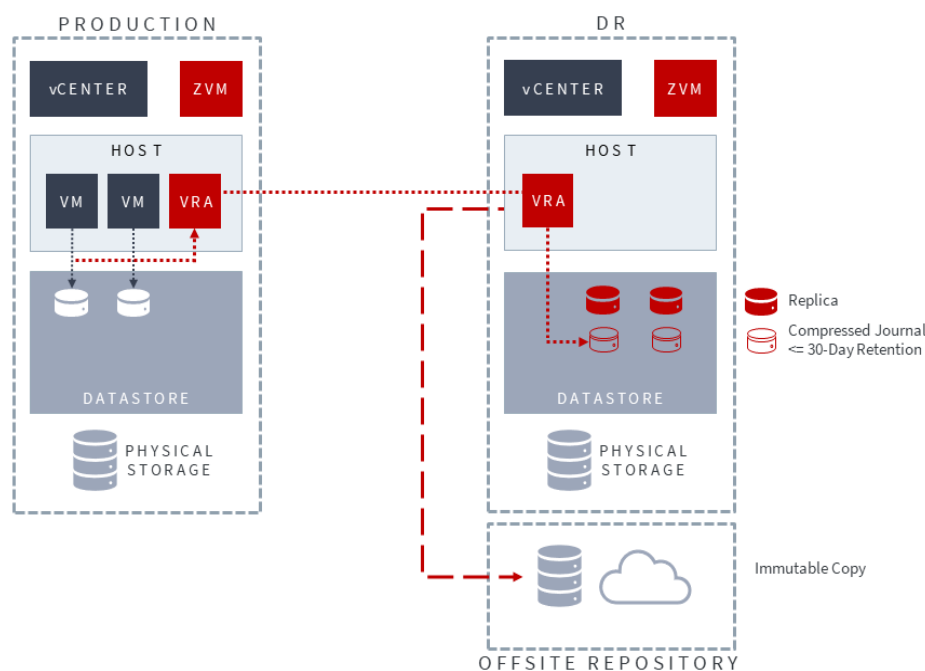 PRODUCTION
vCENTER
ZVM
HOST
VM
VM
VRA
DATASTORE
PHYSICAL
STORAGE
DR
vCENTER
ZVM
HOST
VRA
DATASTORE
PHYSICAL
STORAGE
Replica
Compressed Journal
<= 30-Day Retention
Immutable Copy
OFFSITE REPOSITORY